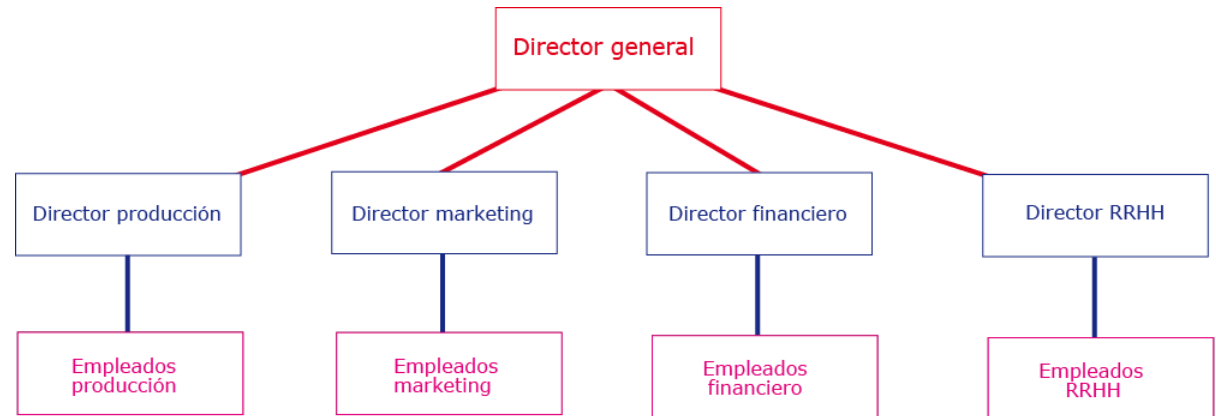 Director general
Director producción
Director marketing
Director financiero
Director RRHH
Empleados
producción
Empleados
marketing
Empleados
financiero
Empleados
RRHH